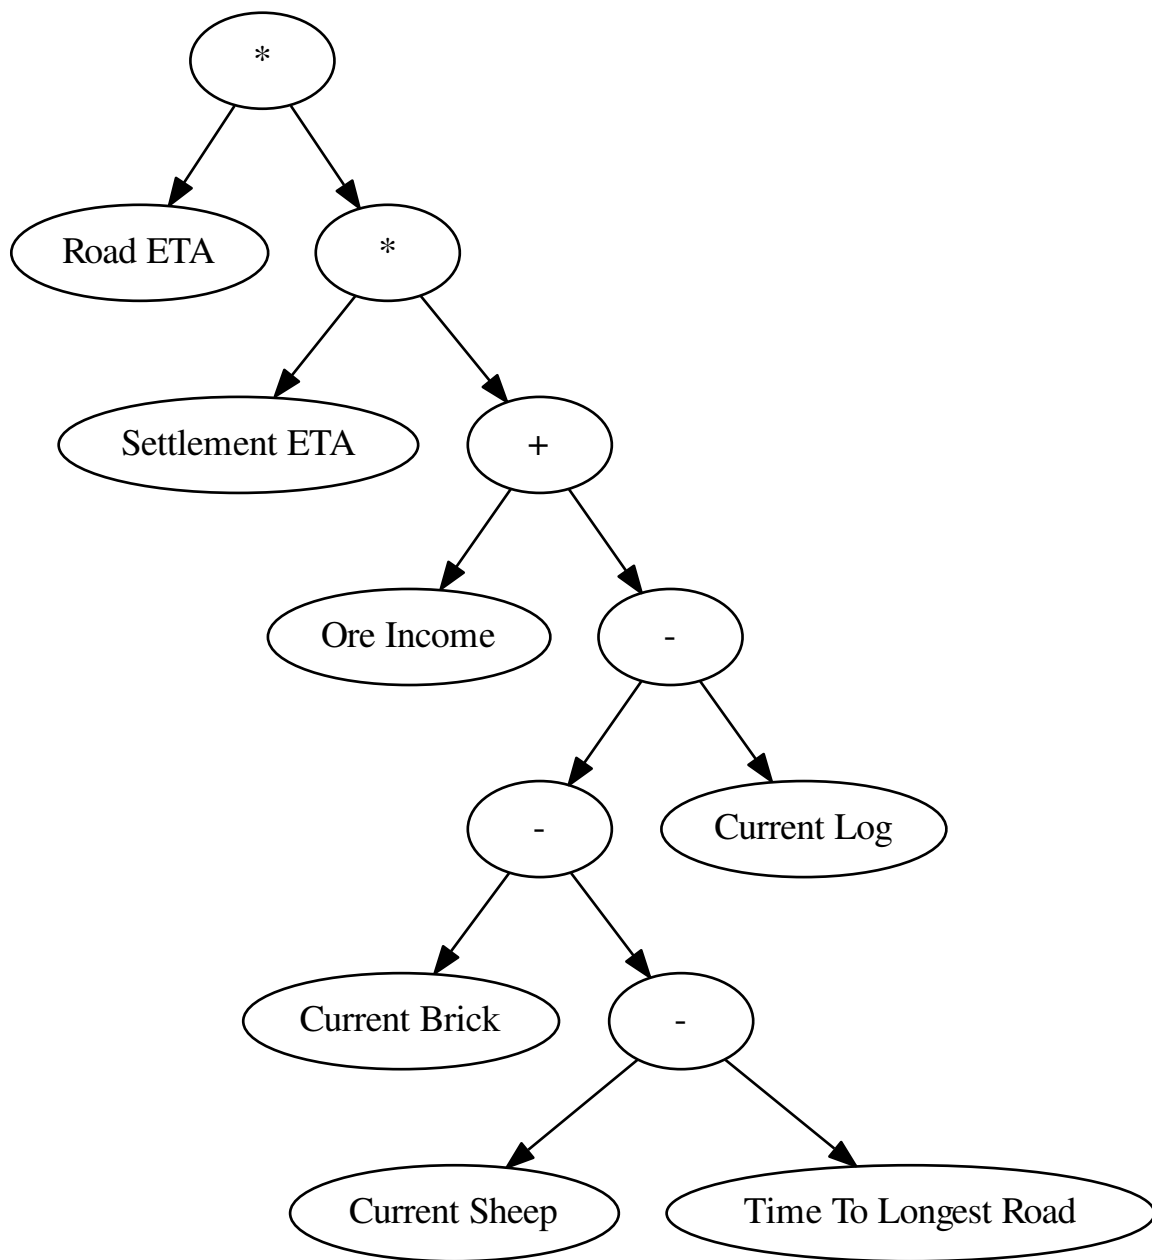 *
Road ETA
*
Settlement ETA
+
Ore Income
-
-
Current Log
Current Brick
-
Current Sheep
Time To Longest Road